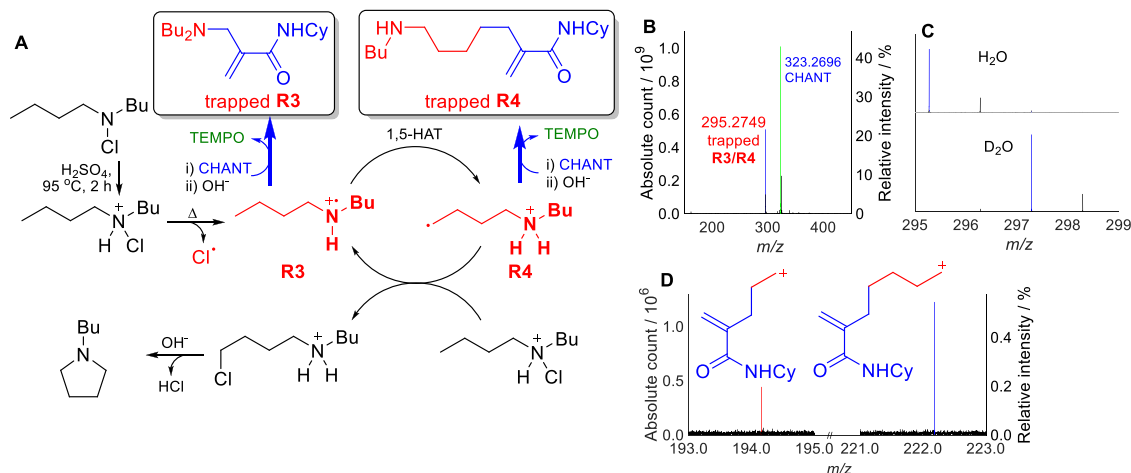 A
Bu₂N
NHCy
O
trapped R3
HN
Bu
NHCy
O
trapped R4
N
Bu
Cl
H₂SO₄,
95 °C, 2 h
TEMPO
i) CHANT
ii) OH⁻
1,5-HAT
TEMPO
i) CHANT
ii) OH⁻
+
N
Bu
H
Cl
Δ
Cl•
+•
N
Bu
H
R3
•
+
N
Bu
H
H
R4
Bu
N
OH⁻
HCl
Cl
+
N
Bu
H
H
+
N
Bu
H
Cl
B
Absolute count / 10⁹
1.0
0.8
0.6
0.4
0.2
0.0
323.2696
CHANT
295.2749
trapped
R3/R4
40
30
20
10
0
Relative intensity / %
200
300
400
m/z
C
H₂O
D₂O
295
296
297
298
299
m/z
D
Absolute count / 10⁶
1.0
0.5
0.0
+
O
NHCy
+
O
NHCy
0.4
0.2
0.0
Relative intensity / %
193.0
194.0
195.0
221.0
222.0
223.0
m/z